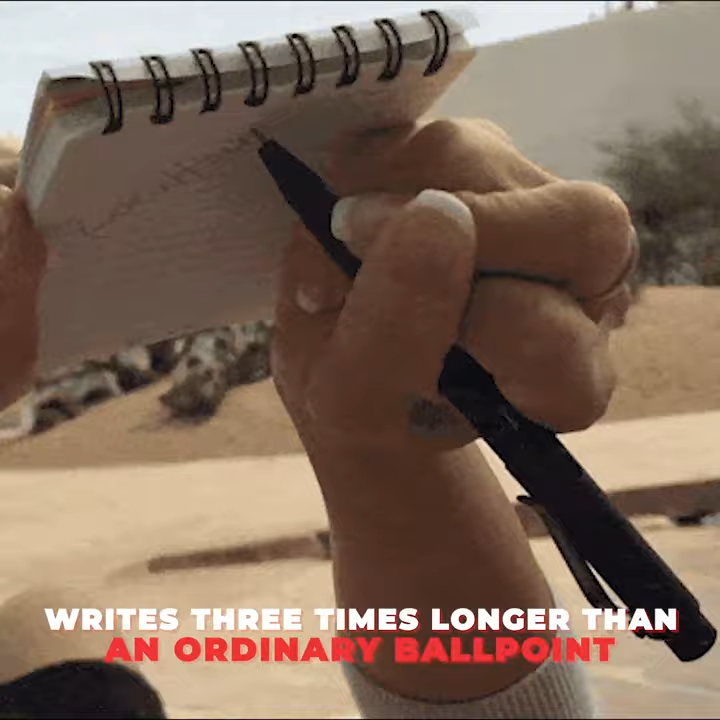 WRITES THREE TIMES LONGER THAN
AN ORDINARY BALLPOINT